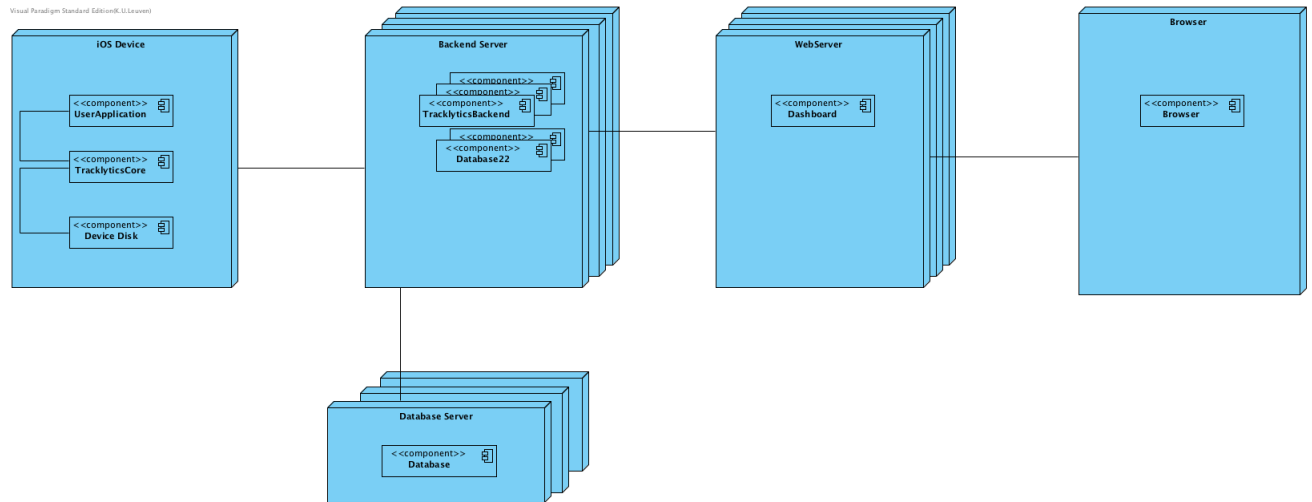 Visual Paradigm Standard Edition(K.U.Leuven)
iOS Device
<<component>>
UserApplication
<<component>>
TracklyticsCore
<<component>>
Device Disk
Backend Server
<<component>>
<<component>>
<<component>>
TracklyticsBackend
<<component>>
<<component>>
Database22
WebServer
<<component>>
Dashboard
Browser
<<component>>
Browser
Database Server
<<component>>
Database